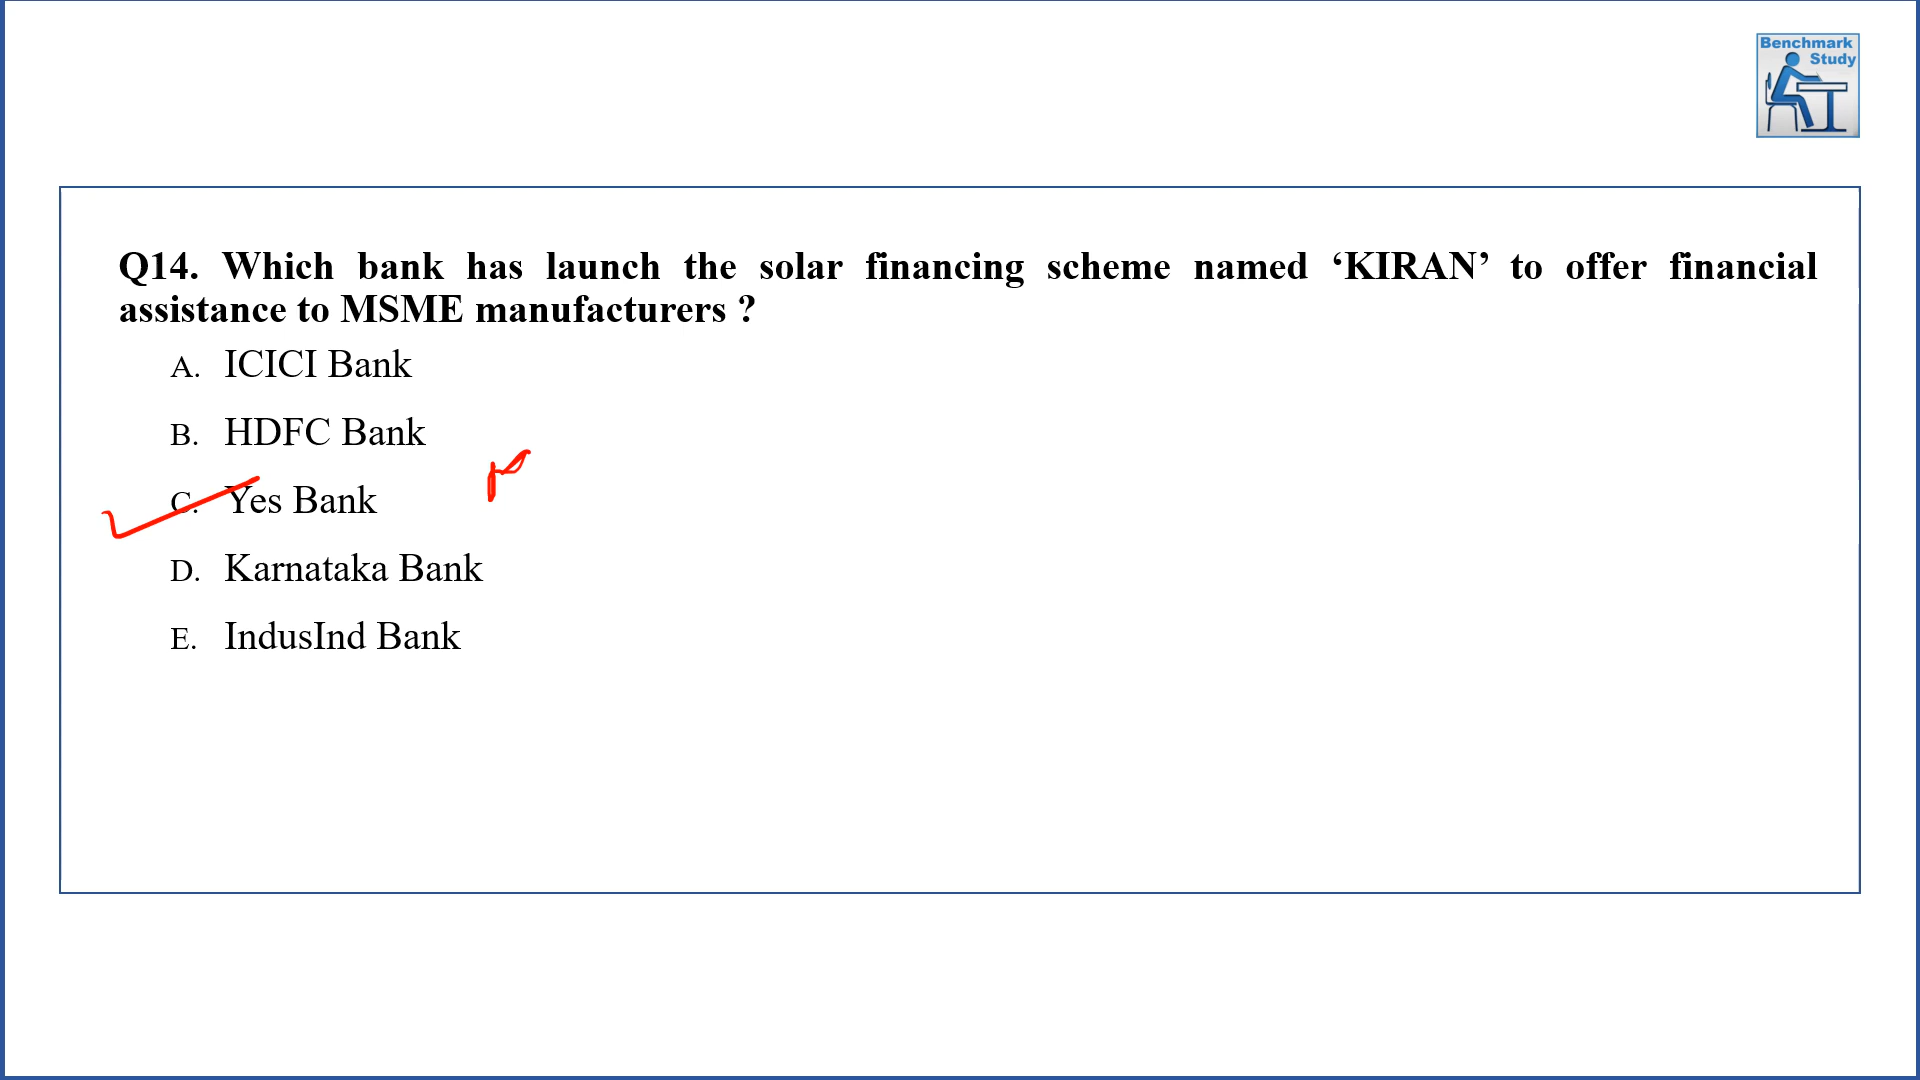 Benchmark
Study
Q14. Which bank has launch the solar financing scheme named ‘KIRAN’ to offer financial
assistance to MSME manufacturers ?
A. ICICI Bank
B. HDFC Bank
C. Yes Bank
D. Karnataka Bank
E. IndusInd Bank